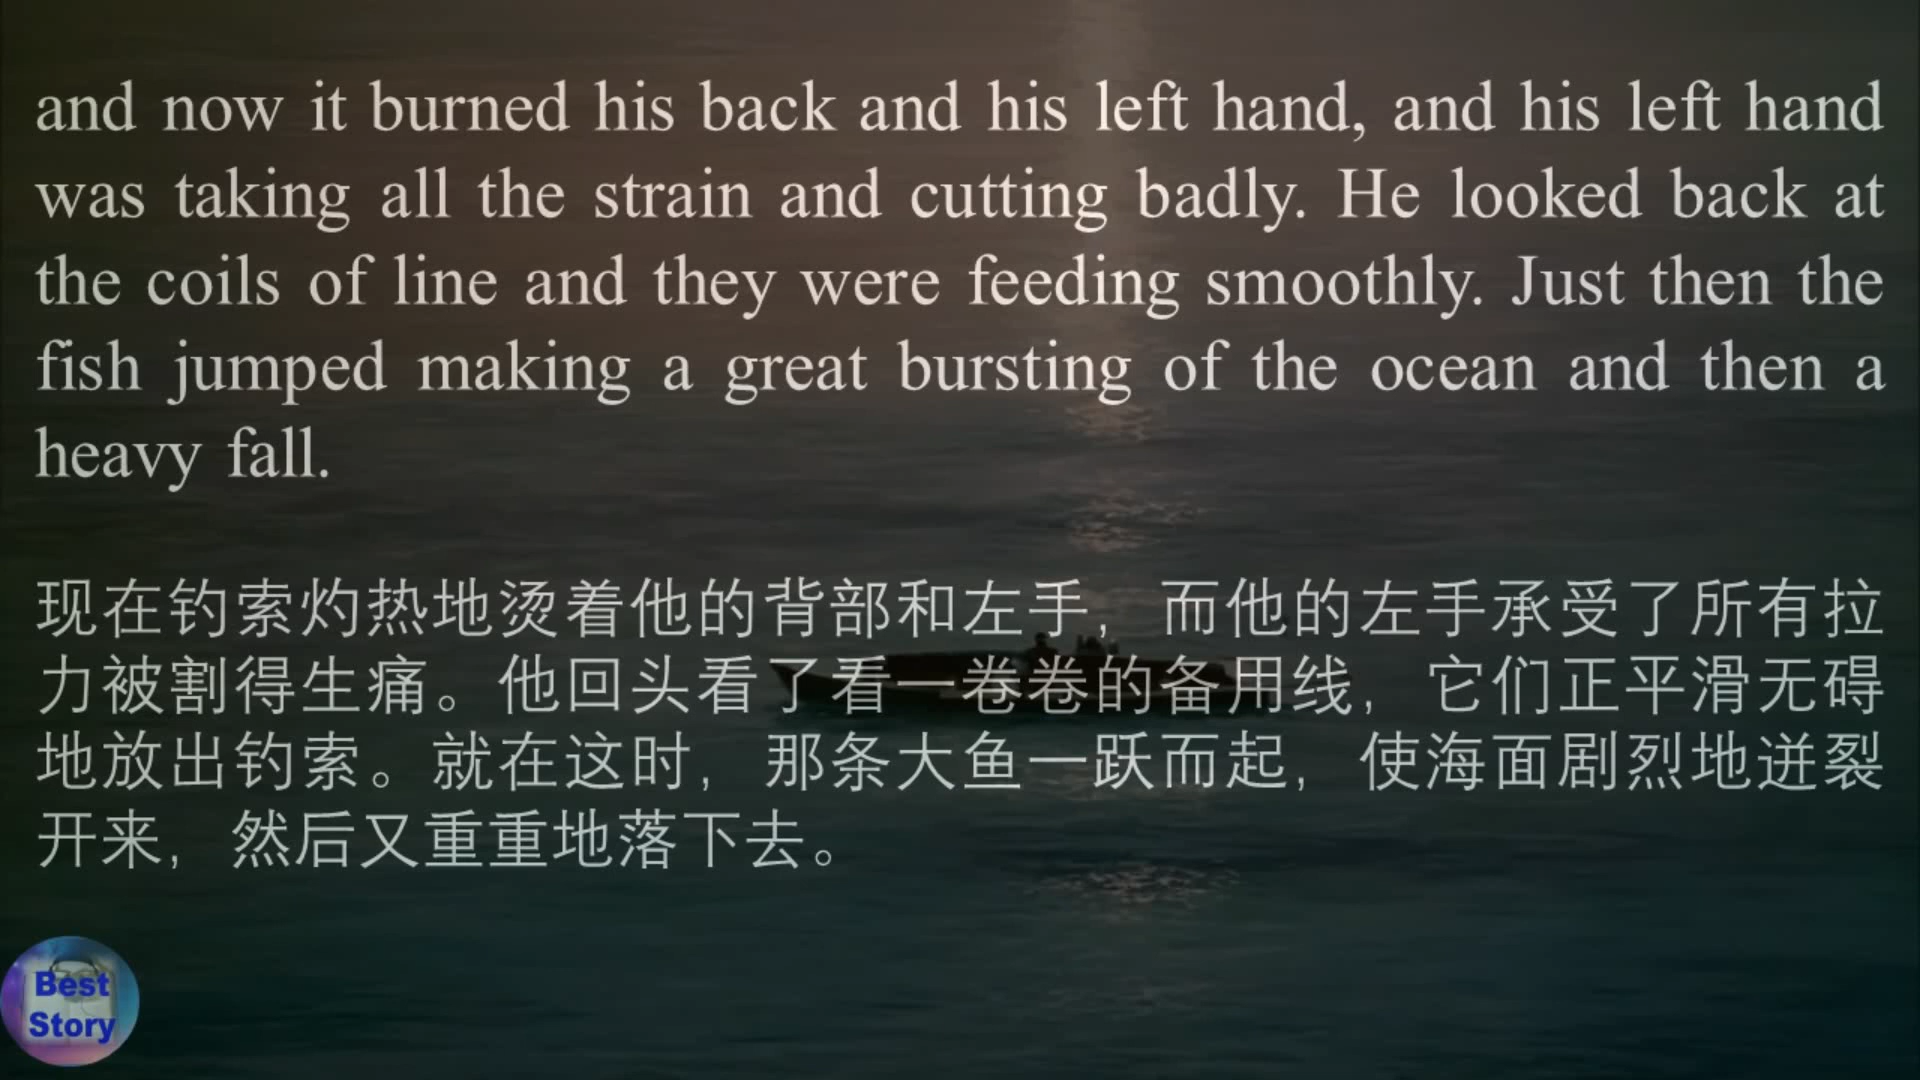 and now it burned his back and his left hand, and his left hand
was taking all the strain and cutting badly. He looked back at
the coils of line and they were feeding smoothly. Just then the
fish jumped making a great bursting of the ocean and then a
heavy fall.
现在钓索灼热地烫着他的背部和左手，而他的左手承受了所有拉
力被割得生痛。他回头看了看一卷卷的备用线，它们正平滑无碍
地放出钓索。就在这时，那条大鱼一跃而起，使海面剧烈地迸裂
开来，然后又重重地落下去。
Best
Story